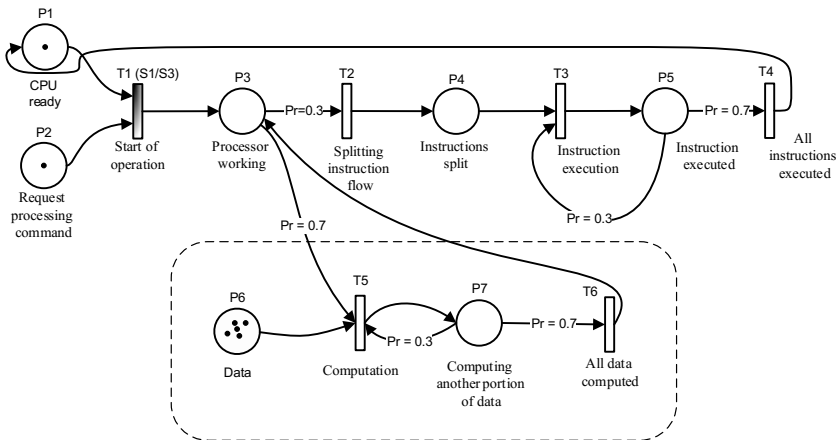 P1
CPU
ready
P2
Request
processing
command
T1 (S1/S3)
Start of
operation
P3
Processor
working
Pr=0.3
T2
Splitting
instruction
flow
P4
Instructions
split
T3
Instruction
execution
P5
Instruction
executed
Pr = 0.7
T4
All
instructions
executed
Pr = 0.3
Pr = 0.7
P6
Data
T5
Computation
Pr = 0.3
P7
Computing
another portion
of data
Pr = 0.7
T6
All data
computed